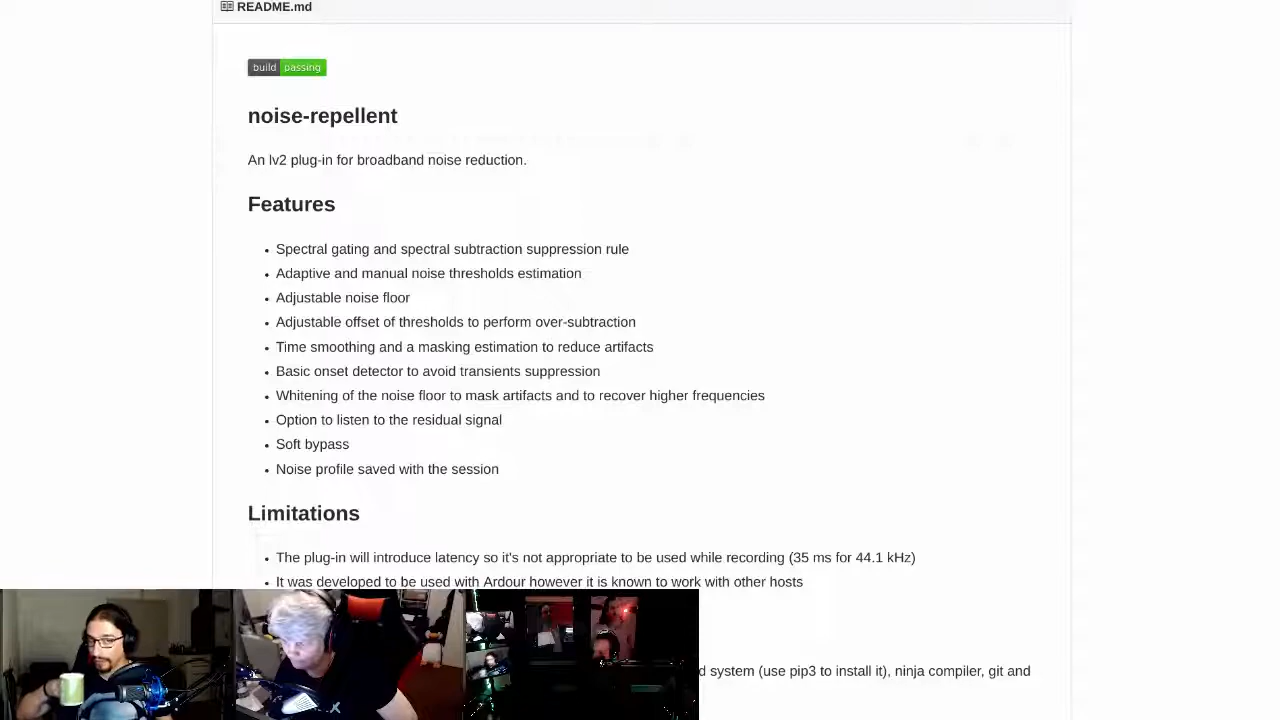 README.md
build passing
noise-repellent
An lv2 plug-in for broadband noise reduction.
Features
Spectral gating and spectral subtraction suppression rule
Adaptive and manual noise thresholds estimation
Adjustable noise floor
Adjustable offset of thresholds to perform over-subtraction
Time smoothing and a masking estimation to reduce artifacts
Basic onset detector to avoid transients suppression
Whitening of the noise floor to mask artifacts and to recover higher frequencies
Option to listen to the residual signal
Soft bypass
Noise profile saved with the session
Limitations
The plug-in will introduce latency so it's not appropriate to be used while recording (35 ms for 44.1 kHz)
It was developed to be used with Ardour however it is known to work with other hosts
d system (use pip3 to install it), ninja compiler, git and